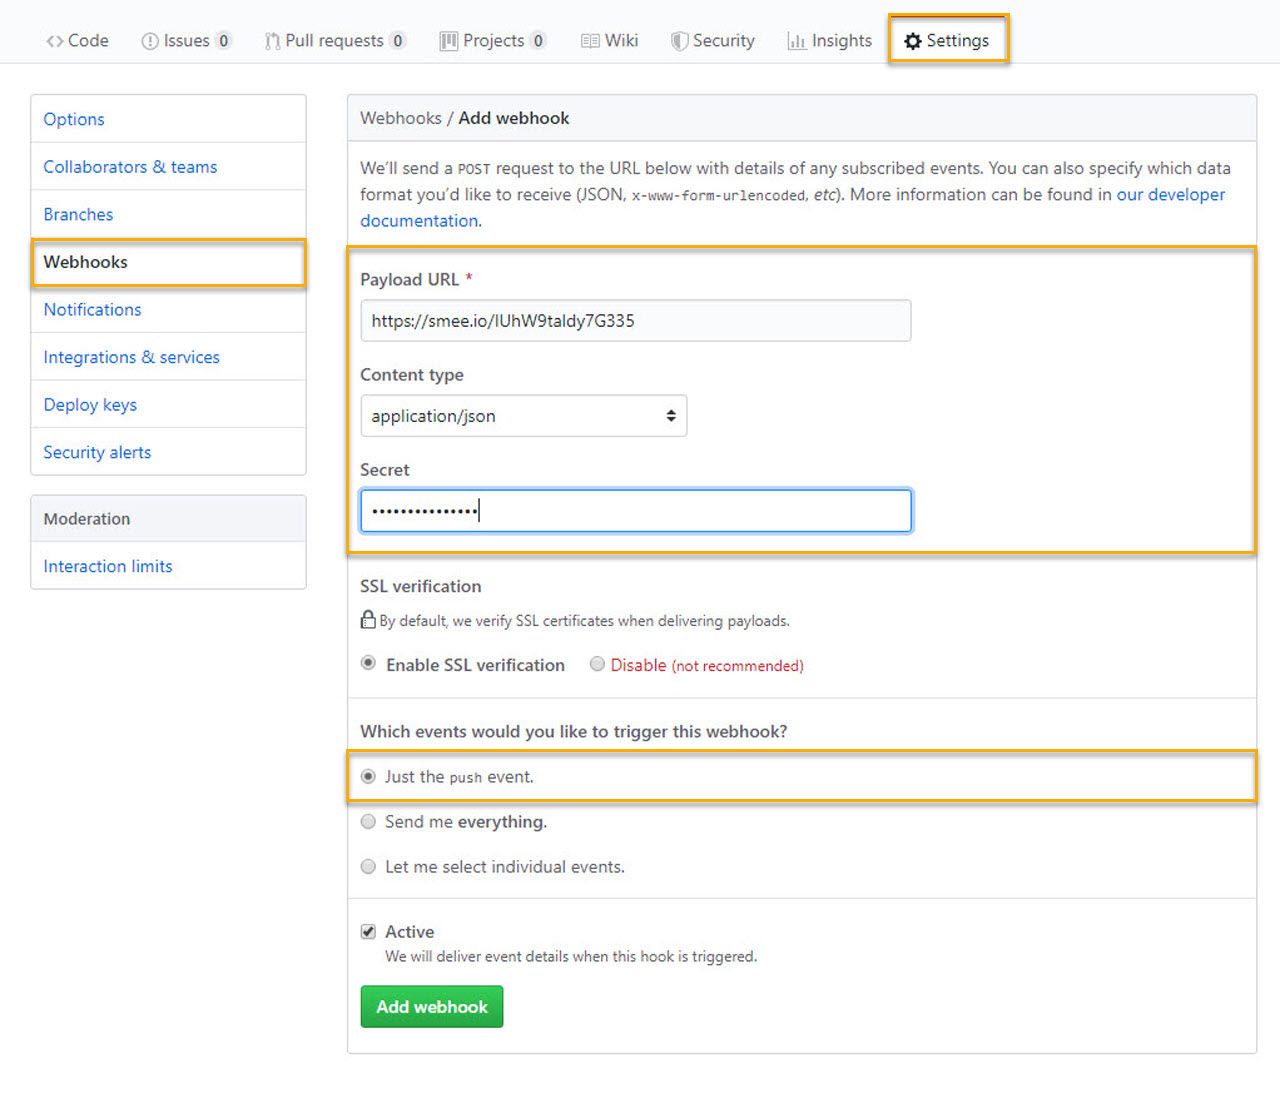 Code Issues 0 Pull requests 0 Projects 0 Wiki Security Insights Settings
Options
Collaborators & teams
Branches
Webhooks
Notifications
Integrations & services
Deploy keys
Security alerts
Moderation
Interaction limits
Webhooks / Add webhook
We’ll send a POST request to the URL below with details of any subscribed events. You can also specify which data
format you’d like to receive (JSON, x-www-form-urlencoded, etc). More information can be found in our developer
documentation.
Payload URL *
https://smee.io/IUhW9taldy7G335
Content type
application/json
Secret
•••••••••••••••
SSL verification
By default, we verify SSL certificates when delivering payloads.
Enable SSL verification Disable (not recommended)
Which events would you like to trigger this webhook?
Just the push event.
Send me everything.
Let me select individual events.
Active
We will deliver event details when this hook is triggered.
Add webhook